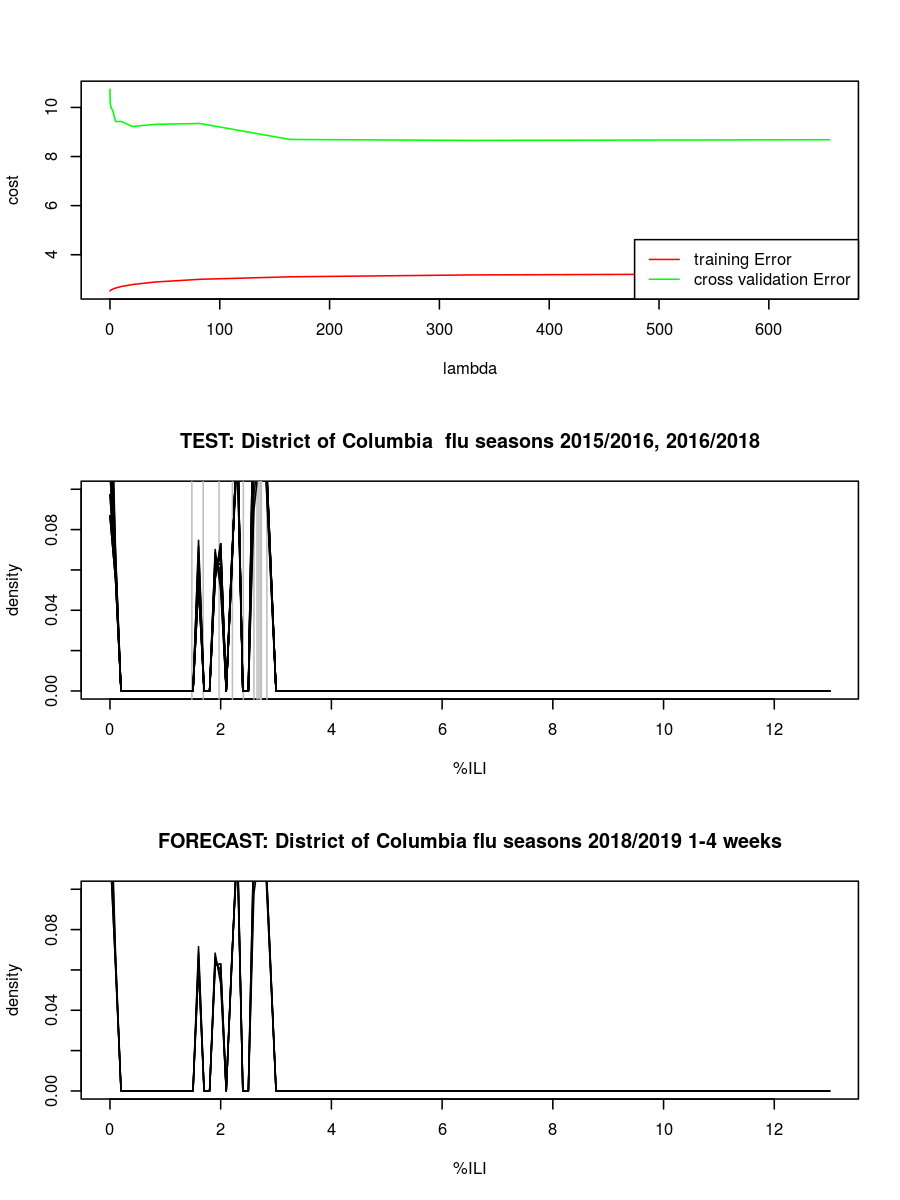 10
8
6
4
cost
training Error
cross validation Error
0 100 200 300 400 500 600
lambda
TEST: District of Columbia  flu seasons 2015/2016, 2016/2018
0.08
0.04
0.00
density
0 2 4 6 8 10 12
%ILI
FORECAST: District of Columbia flu seasons 2018/2019 1-4 weeks
0.08
0.04
0.00
density
0 2 4 6 8 10 12
%ILI